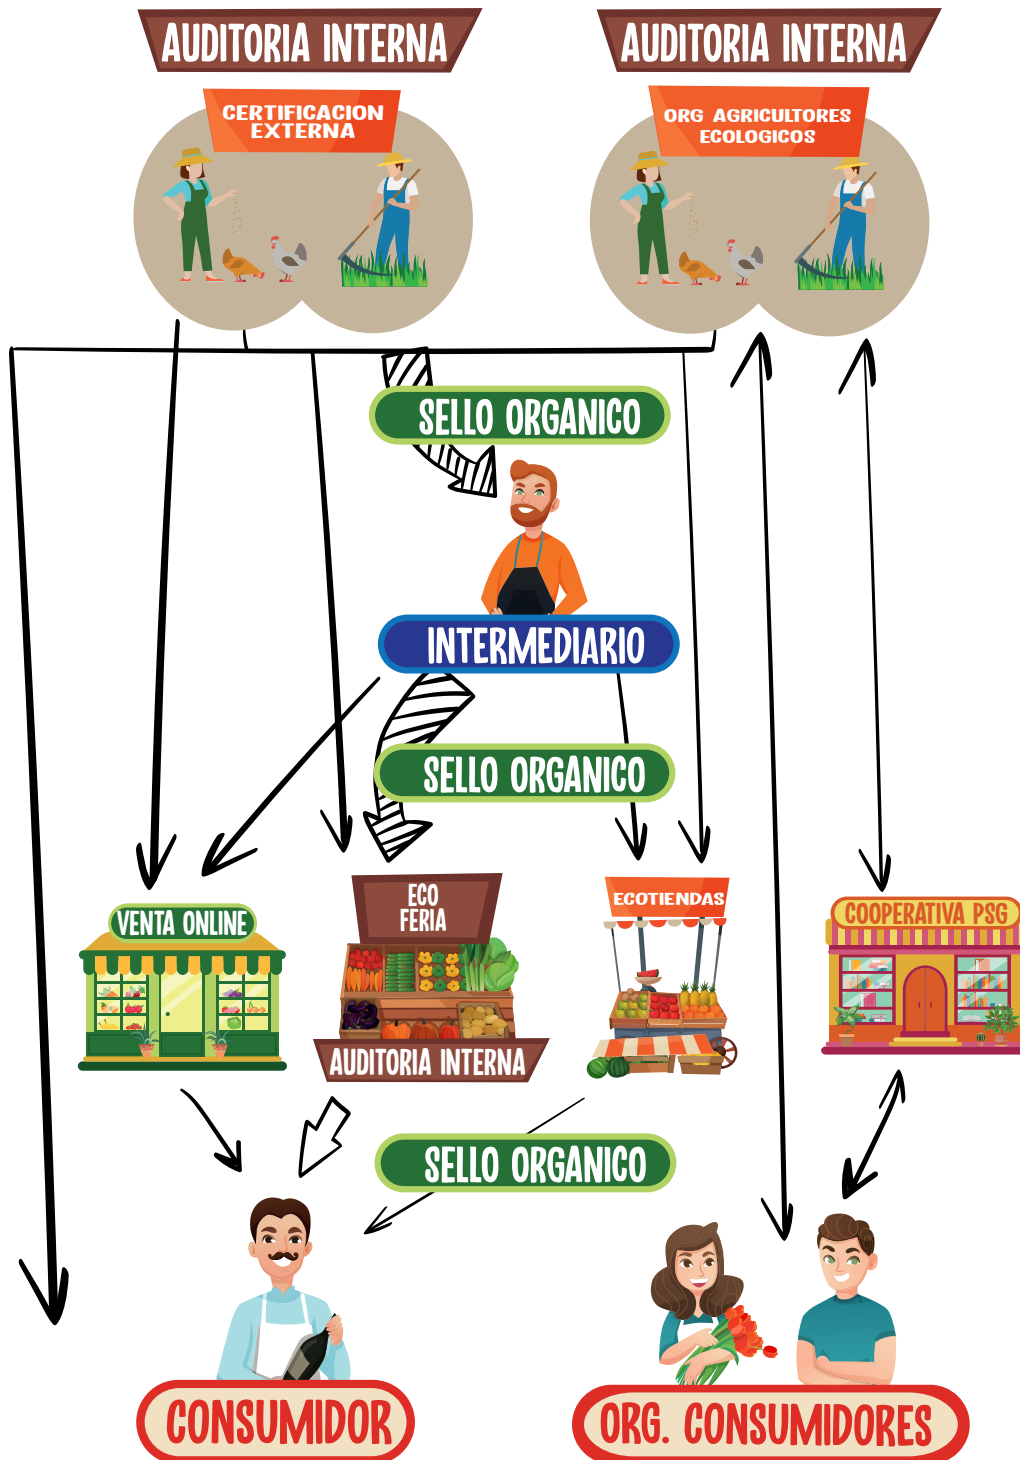 AUDITORIA INTERNA
AUDITORIA INTERNA
CERTIFICACION
EXTERNA
ORG AGRICULTORES
ECOLOGICOS
SELLO ORGANICO
INTERMEDIARIO
SELLO ORGANICO
VENTA ONLINE
ECO
FERIA
AUDITORIA INTERNA
ECOTIENDAS
COOPERATIVA PSG
SELLO ORGANICO
CONSUMIDOR
ORG. CONSUMIDORES